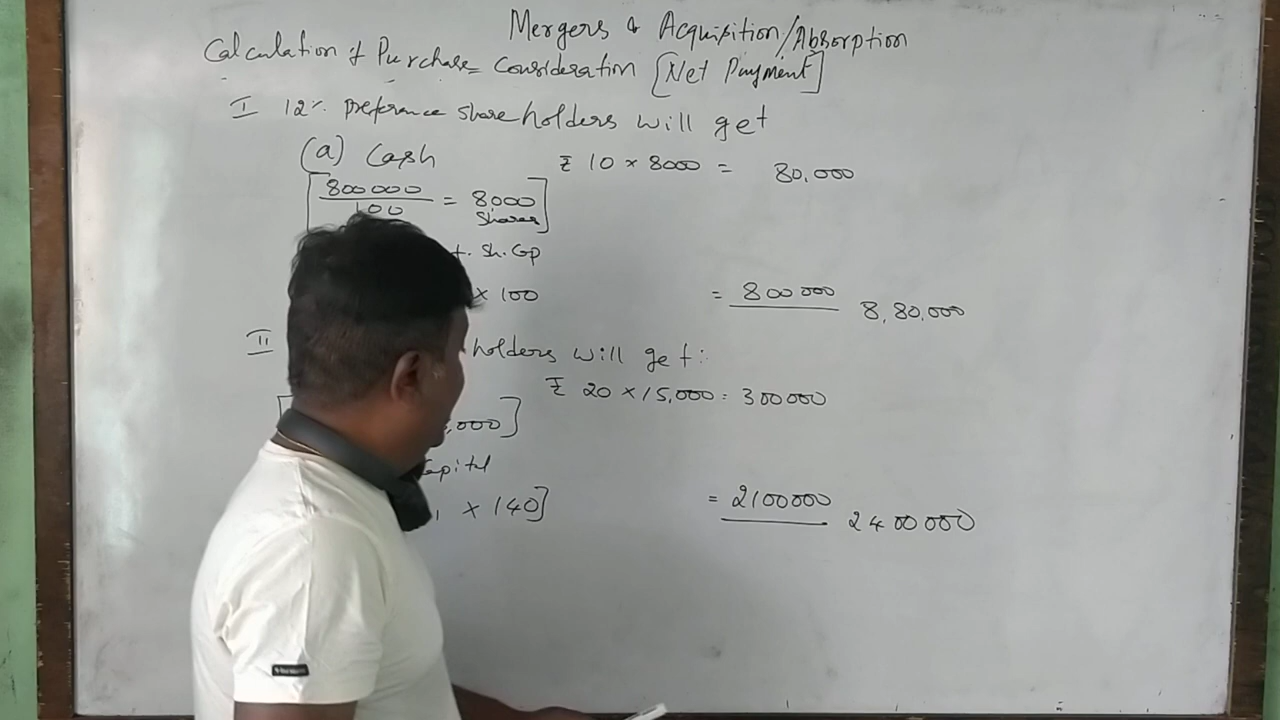 Mergers & Acquisition/Absorption
Calculation of Purchase Consideration [Net Payment]
I 12% preference shareholders will get
(a) Cash ₹ 10 × 8000 = 80,000
[800000/100 = 8000 Shares]
. Sh. Cp
× 100 = 800000 8,80,000
II holders will get:
₹ 20 × 15,000 = 300000
[ ,000]
Capital
× 140] = 2100000 2400000